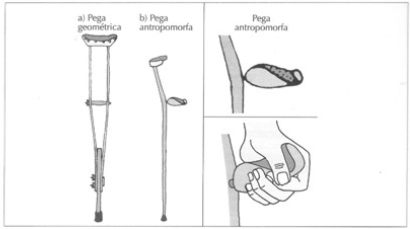 a) Pega
geométrica
b) Pega
antropomorfa
Pega
antropomorfa